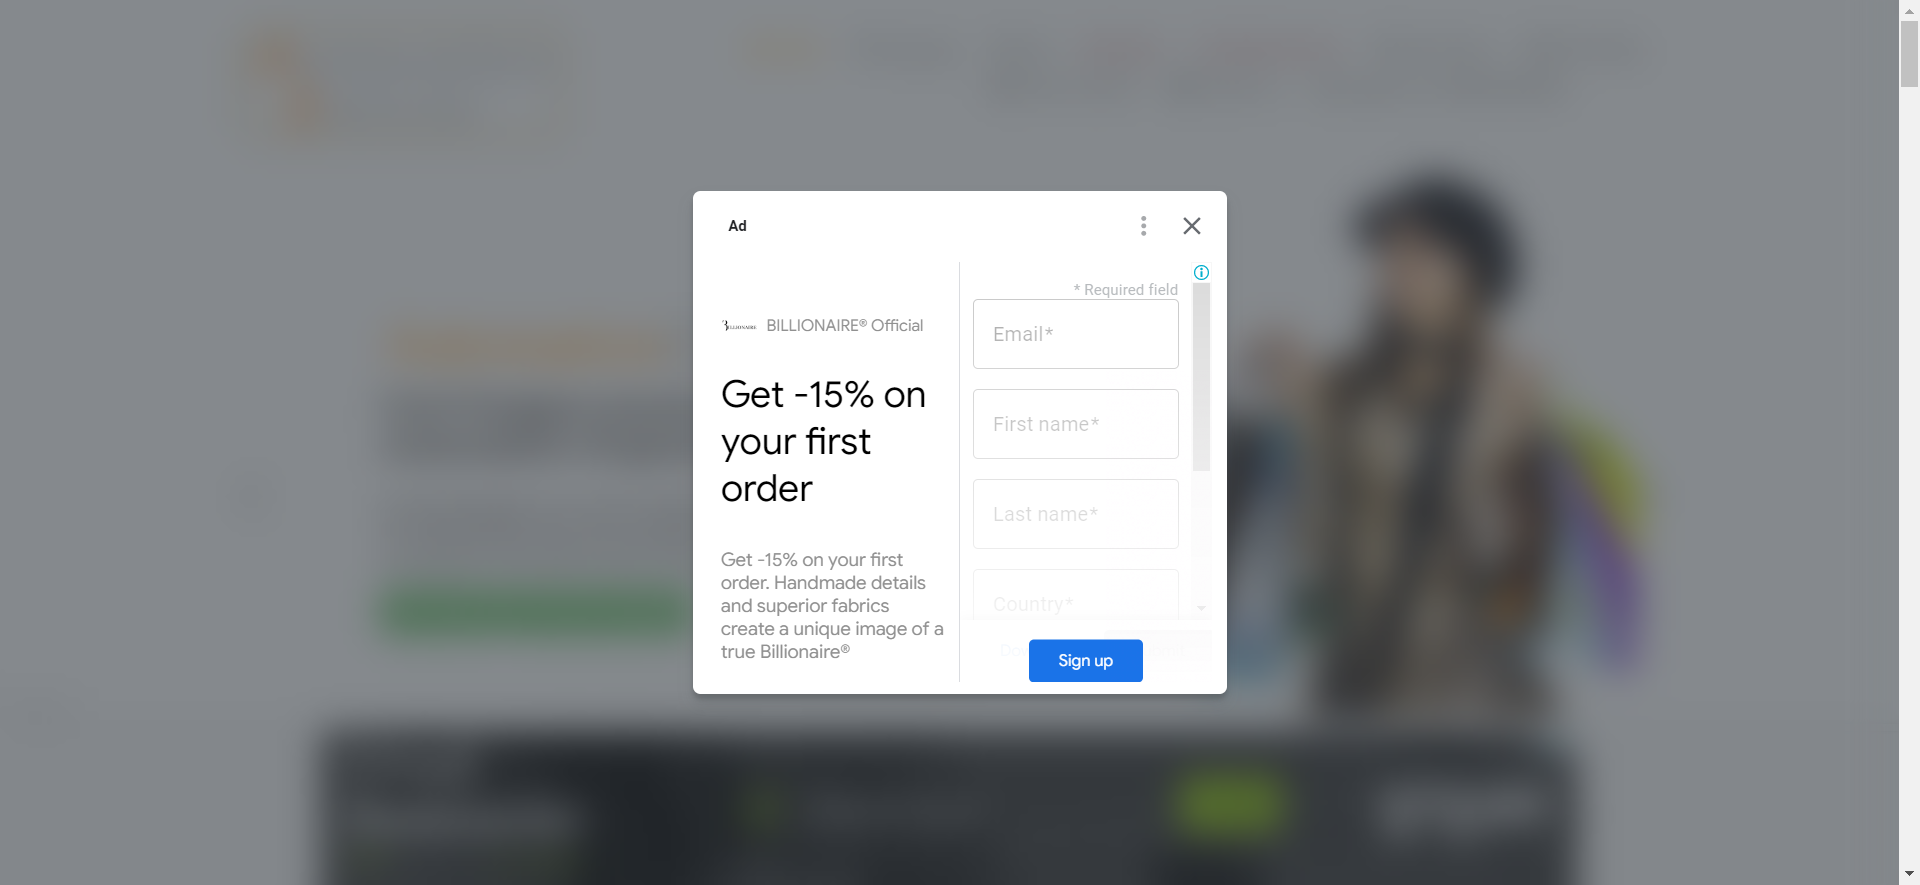 Ad
BILLIONAIRE BILLIONAIRE® Official
Get -15% on
your first
order
Get -15% on your first
order. Handmade details
and superior fabrics
create a unique image of a
true Billionaire®
* Required field
Email*
First name*
Last name*
Country*
Sign up